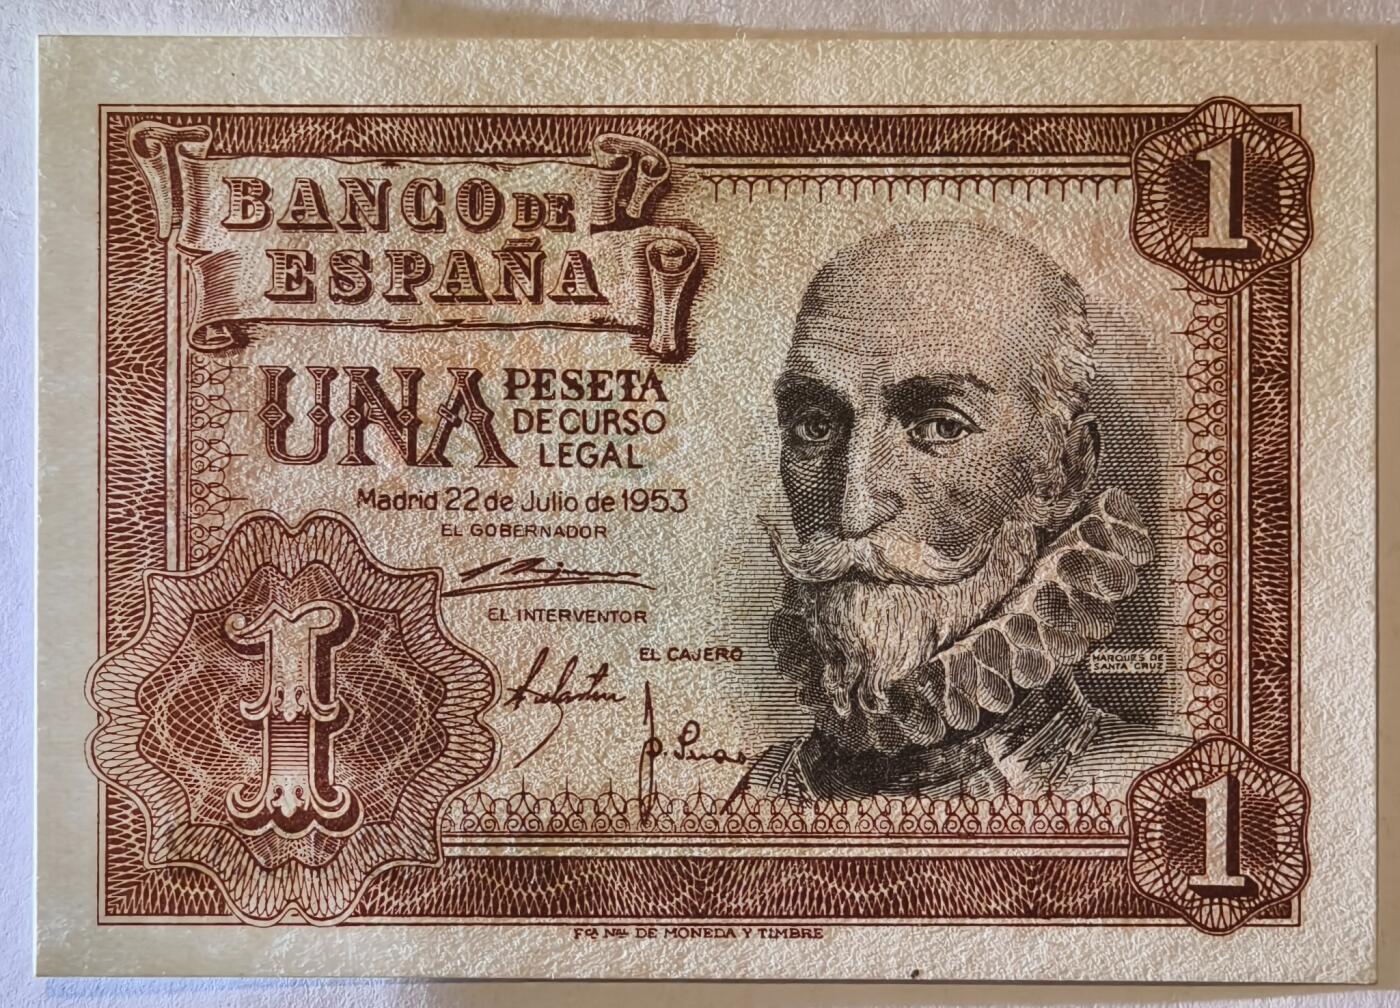 BANCO DE
ESPAÑA
1
UNA PESETA
DE CURSO
LEGAL
Madrid 22 de Julio de 1953
EL GOBERNADOR
EL INTERVENTOR
EL CAJERO
MARQUES DE
SANTA CRUZ
1
1
FCA NAL DE MONEDA Y TIMBRE